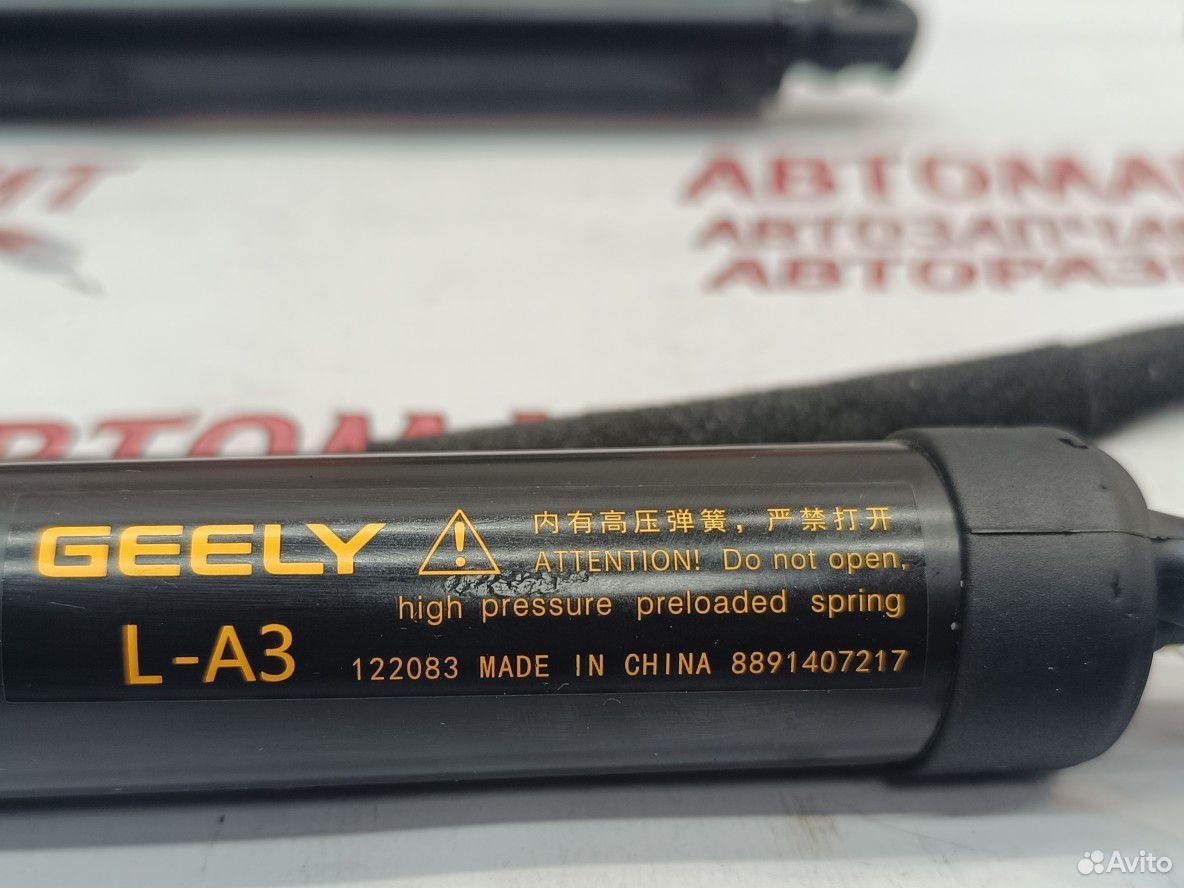 АВТОМА
АВТОЗАПЧА
АВТОРАЗ
АВТОМ
GEELY
内有高压弹簧，严禁打开
ATTENTION! Do not open,
high pressure preloaded spring
L-A3
122083 MADE IN CHINA 8891407217
Avito